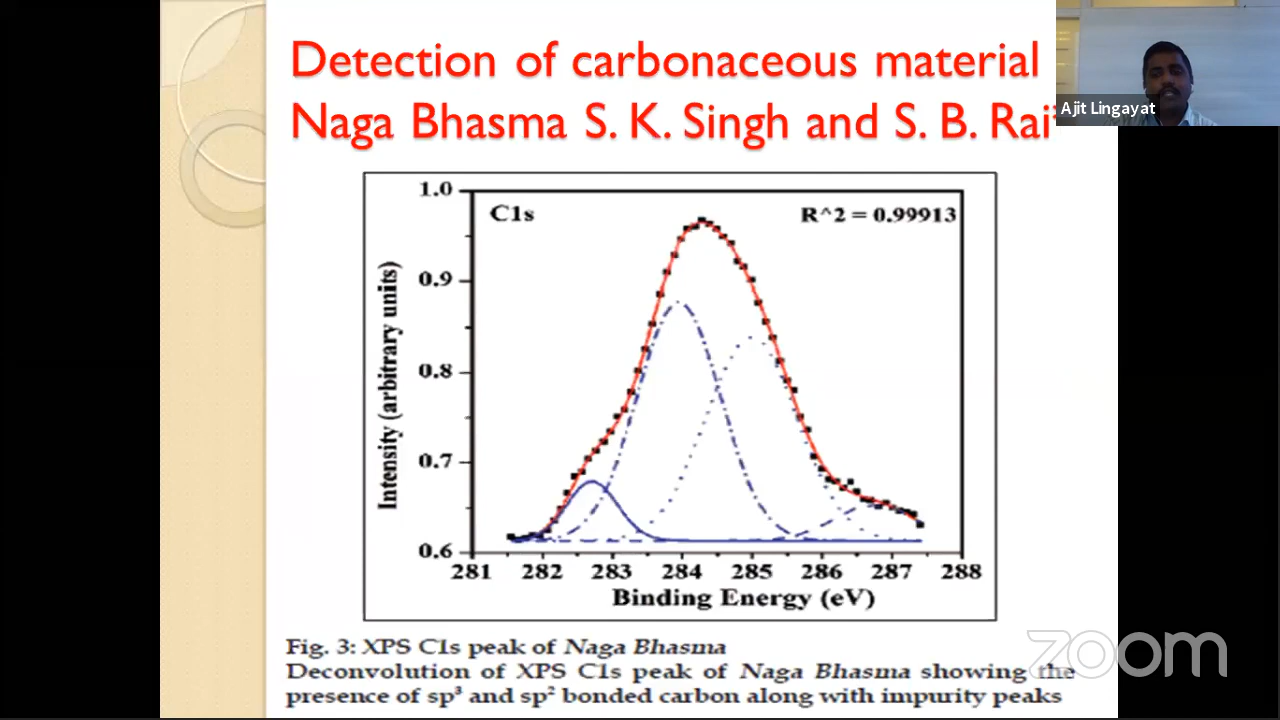 Detection of carbonaceous material
Naga Bhasma S. K. Singh and S. B. Rai
Ajit Lingayat
C1s
R^2 = 0.99913
Intensity (arbitrary units)
1.0
0.9
0.8
0.7
0.6
281 282 283 284 285 286 287 288
Binding Energy (eV)
Fig. 3: XPS C1s peak of Naga Bhasma
Deconvolution of XPS C1s peak of Naga Bhasma showing the
presence of sp³ and sp² bonded carbon along with impurity peaks
zoom